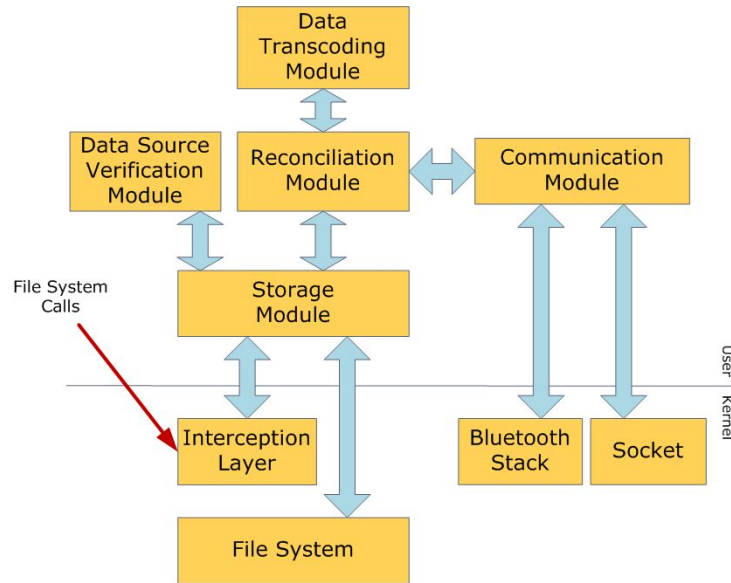 Data
Transcoding
Module
Data Source
Verification
Module
Reconciliation
Module
Communication
Module
File System
Calls
Storage
Module
User
Kernel
Interception
Layer
Bluetooth
Stack
Socket
File System